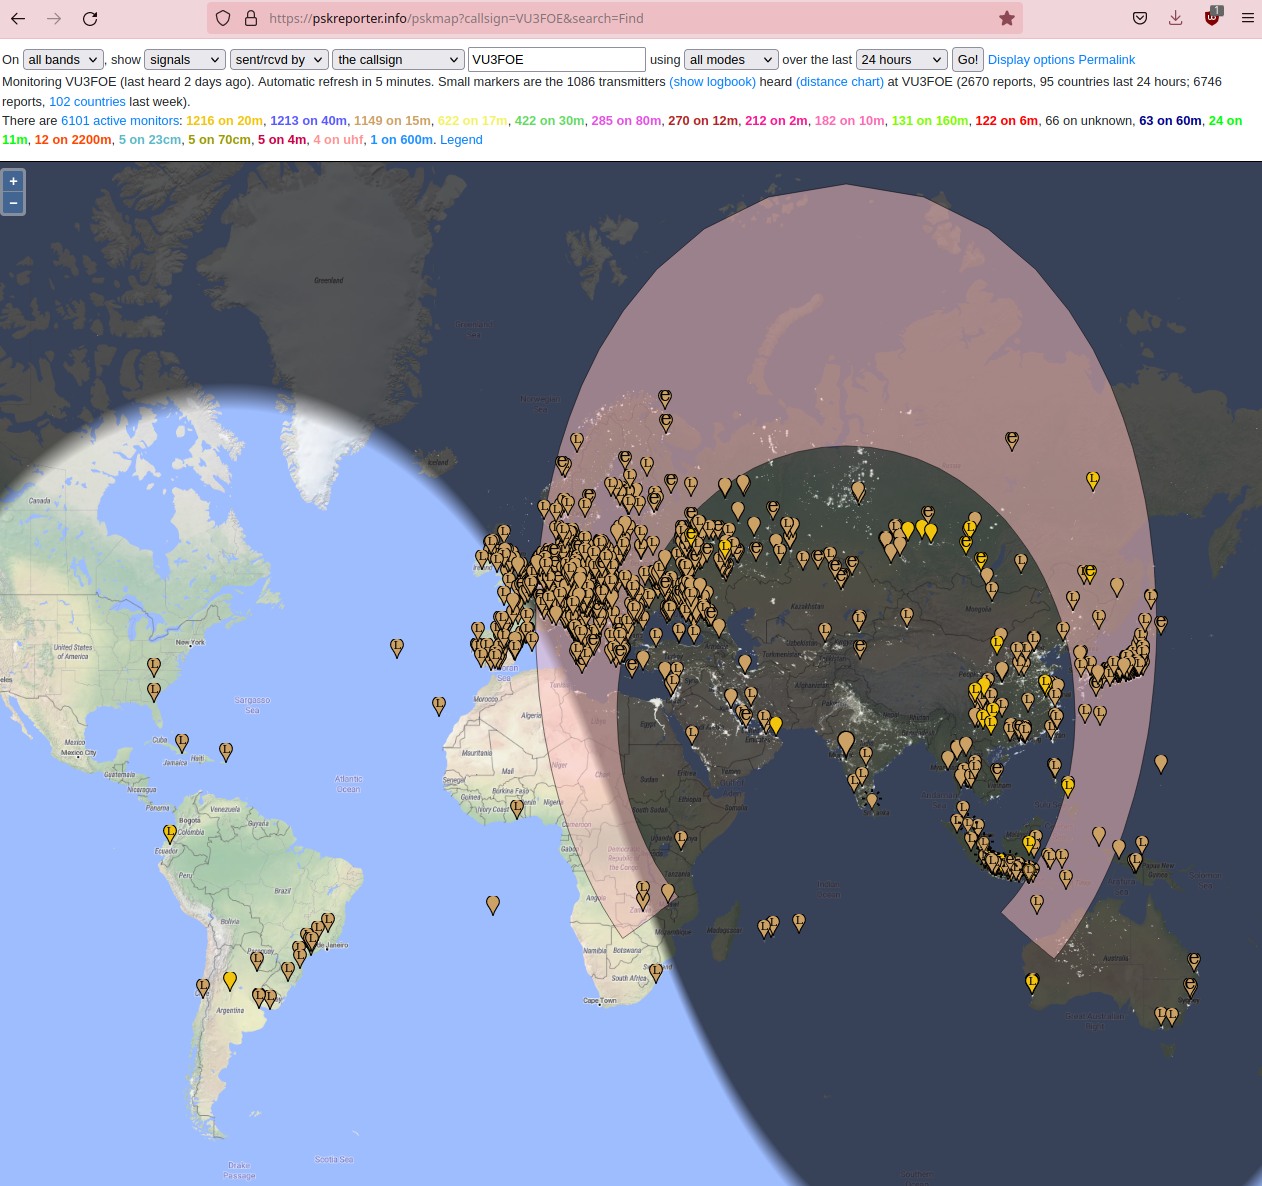 https://pskreporter.info/pskmap?callsign=VU3FOE&search=Find
1
On all bands , show signals sent/rcvd by the callsign VU3FOE using all modes over the last 24 hours Go! Display options Permalink
Monitoring VU3FOE (last heard 2 days ago). Automatic refresh in 5 minutes. Small markers are the 1086 transmitters (show logbook) heard (distance chart) at VU3FOE (2670 reports, 95 countries last 24 hours; 6746
reports, 102 countries last week).
There are 6101 active monitors: 1216 on 20m, 1213 on 40m, 1149 on 15m, 622 on 17m, 422 on 30m, 285 on 80m, 270 on 12m, 212 on 2m, 182 on 10m, 131 on 160m, 122 on 6m, 66 on unknown, 63 on 60m, 24 on
11m, 12 on 2200m, 5 on 23cm, 5 on 70cm, 5 on 4m, 4 on uhf, 1 on 600m. Legend
+
−
Greenland
Norwegian
Sea
Iceland
Canada
Kazakhstan
Mongolia
New York
United States
of America
Sargasso
Sea
Morocco
Algeria
Libya
Egypt
Afghanistan
Mexico
Mexico City
Cuba
Haiti
Jamaica
Guatemala
Nicaragua
Atlantic
Ocean
Mauritania
Mali
Niger
Chad
Sudan
Eritrea
Yemen
Senegal
Burkina Faso
Guinea
Ivory Coast
Nigeria
Panama
Venezuela
Bogota
Colombia
Guyana
Ecuador
Cameroon
South Sudan
Ethiopia
Somalia
Andaman
Sea
Gabon
Democratic
Republic of
the Congo
Uganda
Tanzania
Peru
Brazil
Angola
Indian
Ocean
Papua New
Guinea
Solomon
Sea
Arafura
Sea
Bolivia
Paraguay
de Janeiro
Namibia
Botswana
Mozambique
Madagascar
Australia
South Africa
Cape Town
Argentina
Sydney
Great Australian
Bight
Drake
Passage
Scotia Sea
Southern
Ocean